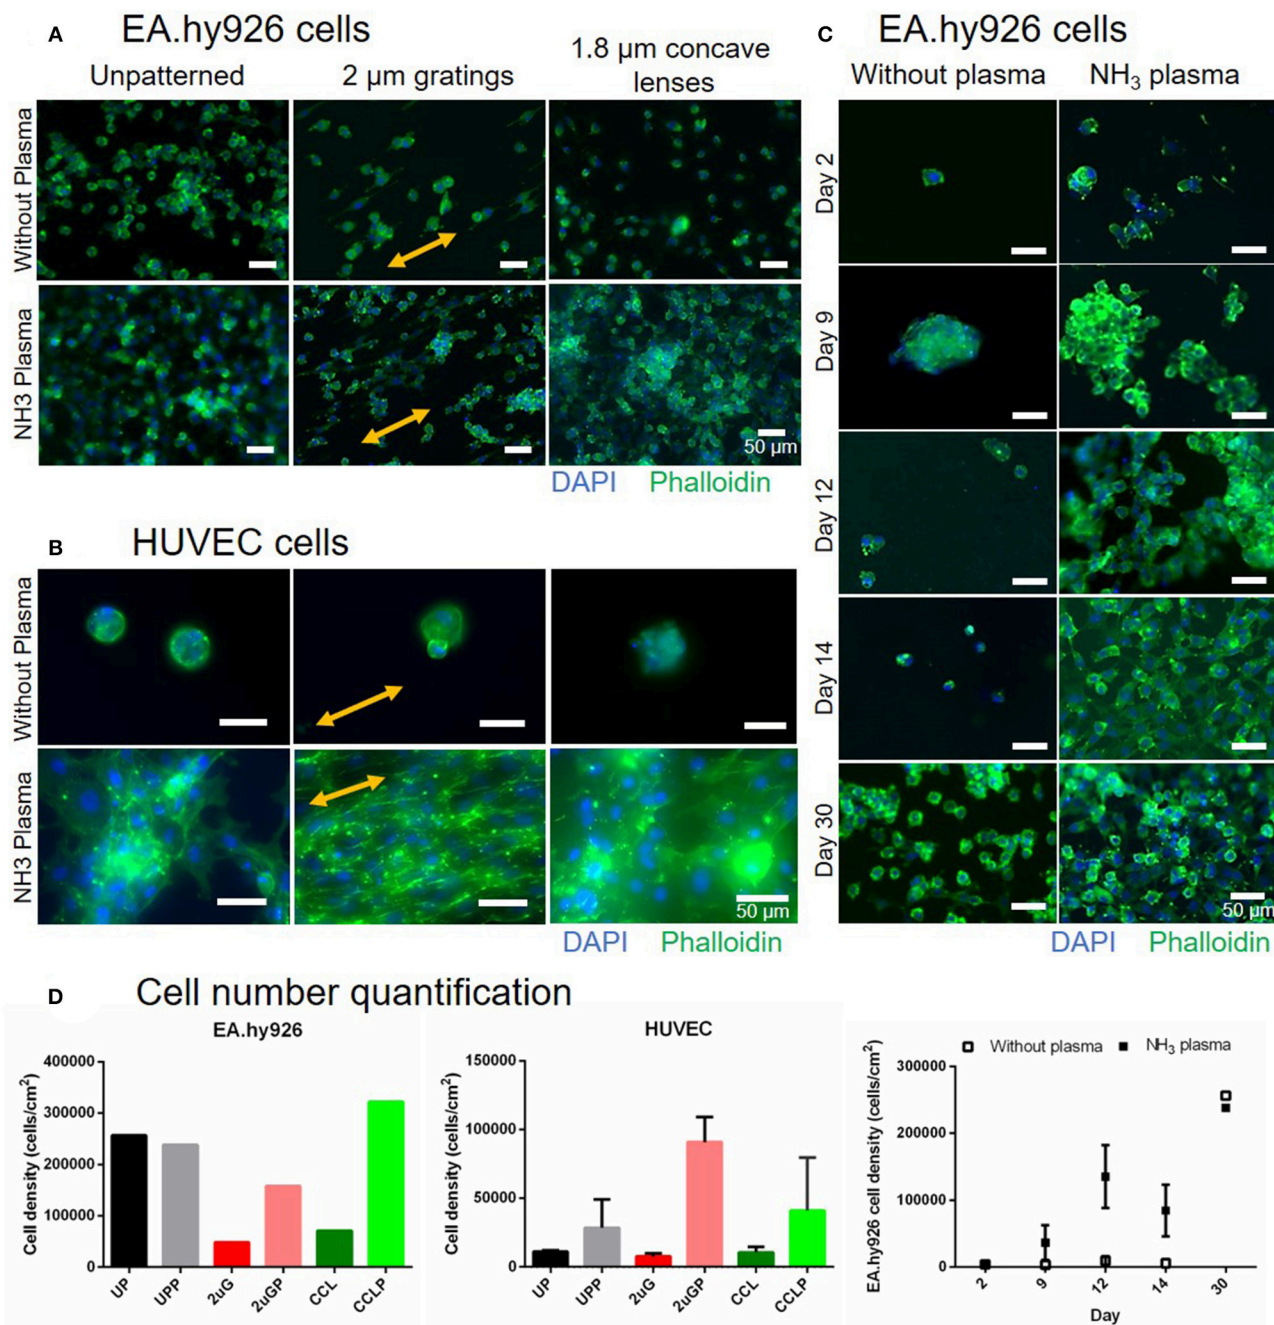 A EA.hy926 cells
Unpatterned
2 µm gratings
1.8 µm concave
lenses
Without Plasma
NH3 Plasma
50 µm
DAPI Phalloidin
B HUVEC cells
Without Plasma
NH3 Plasma
50 µm
DAPI Phalloidin
C EA.hy926 cells
Without plasma NH₃ plasma
Day 2
Day 9
Day 12
Day 14
Day 30
50 µm
DAPI Phalloidin
D Cell number quantification
EA.hy926
Cell density (cells/cm²)
400000
300000
200000
100000
0
UP UPP 2uG 2uGP CCL CCLP
HUVEC
Cell density (cells/cm²)
150000
100000
50000
0
UP UPP 2uG 2uGP CCL CCLP
Without plasma NH₃ plasma
EA.hy926 cell density (cells/cm²)
300000
200000
100000
0
2 9 12 14 30
Day